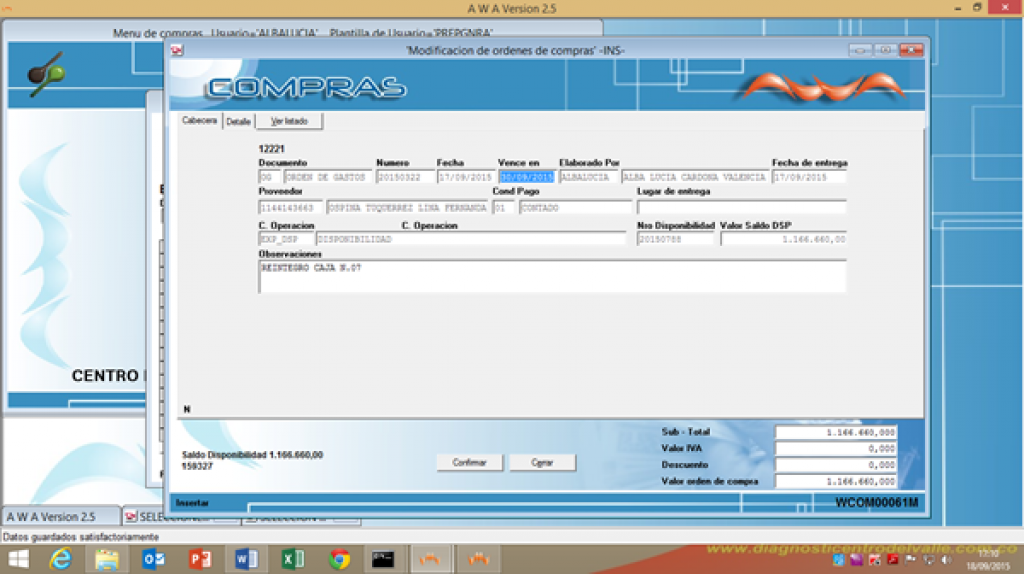 A W A Version 2.5
Menu de compras Usuario='ALBALUCIA' Plantilla de Usuario='PREPGNRA'
'Modificacion de ordenes de compras' -INS-
COMPRAS
Cabecera Detalle Ver listado
12221
Documento Numero Fecha Vence en Elaborado Por Fecha de entrega
OG ORDEN DE GASTOS 20150322 17/09/2015 30/09/2015 ALBALUCIA ALBA LUCIA CARDONA VALENCIA 17/09/2015
Proveedor Cond Pago Lugar de entrega
1144143663 OSPINA TUQUERREZ LINA FERNANDA 01 CONTADO
C. Operacion C. Operacion Nro Disponibilidad Valor Saldo DSP
EXP_DSP DISPONIBILIDAD 20150788 1.166.660,00
Observaciones
REINTEGRO CAJA N.07
CENTRO
N
Sub - Total 1.166.660,000
Valor IVA 0,000
Saldo Disponibilidad 1.166.660,00
159327
Confirmar Cerrar
Descuento 0,000
Valor orden de compra 1.166.660,000
Insertar WCOM00061M
A W A Version 2.5
Datos guardados satisfactoriamente
www.diagnosticentrodelvalle.com.co
17:10
18/09/2015